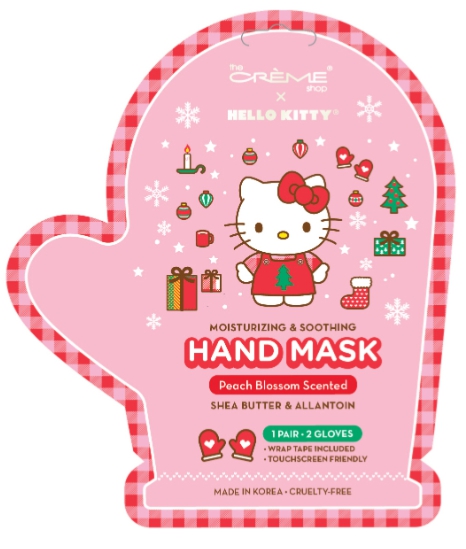 the
CRÈME®
shop
×
HELLO KITTY®
MOISTURIZING & SOOTHING
HAND MASK
Peach Blossom Scented
SHEA BUTTER & ALLANTOIN
1 PAIR • 2 GLOVES
• WRAP TAPE INCLUDED
• TOUCHSCREEN FRIENDLY
MADE IN KOREA • CRUELTY-FREE